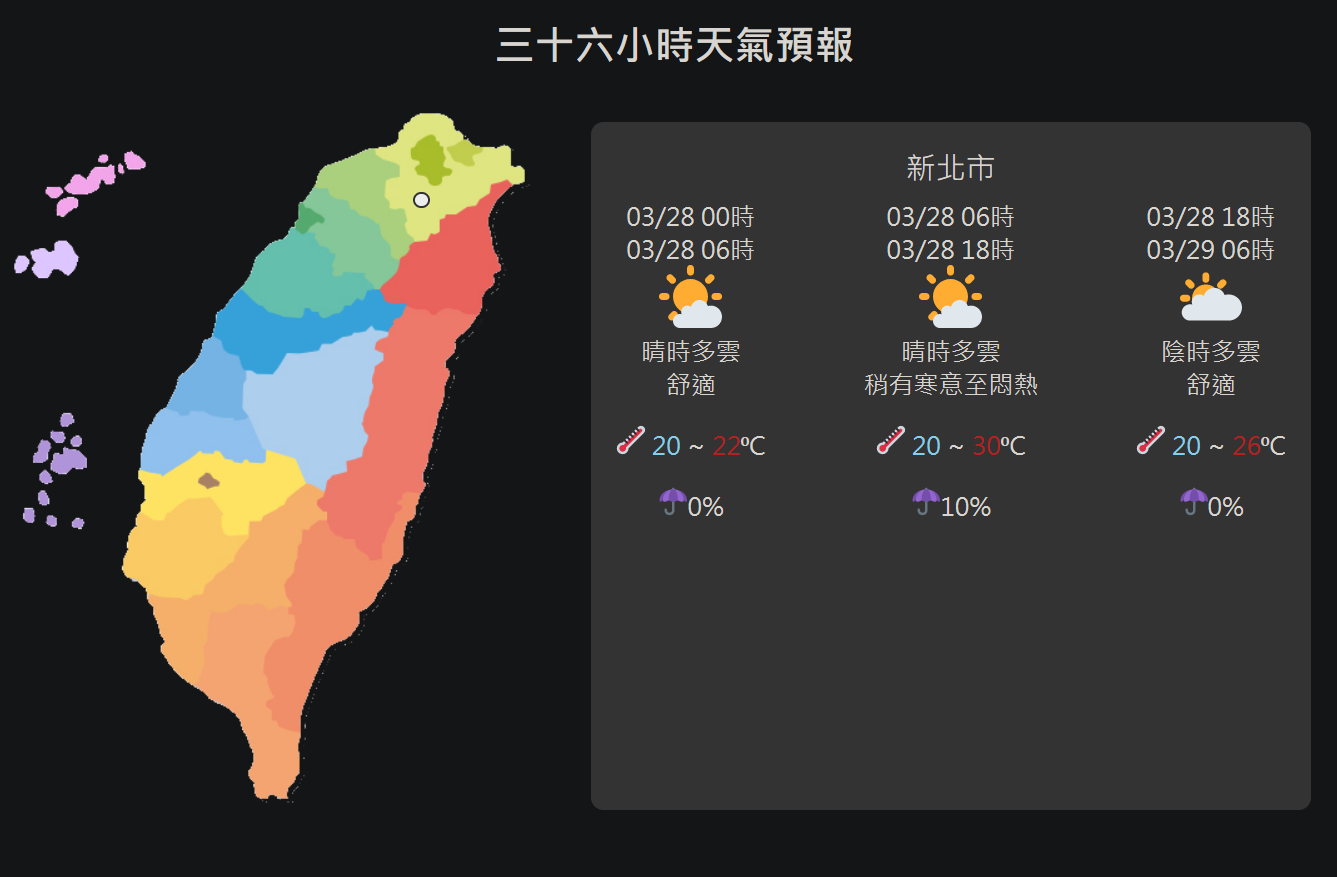 三十六小時天氣預報
新北市
03/28 00時
03/28 06時
晴時多雲
舒適
20 ~ 22ºC
0%
03/28 06時
03/28 18時
晴時多雲
稍有寒意至悶熱
20 ~ 30ºC
10%
03/28 18時
03/29 06時
陰時多雲
舒適
20 ~ 26ºC
0%